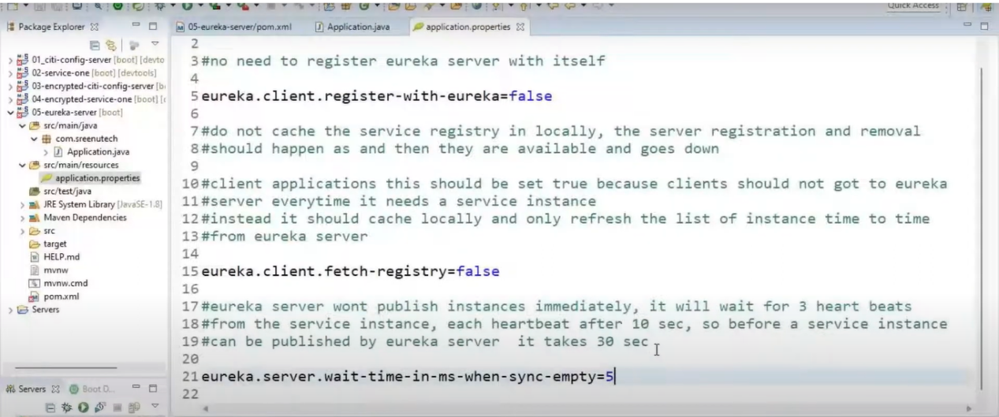 Quick Access
Package Explorer
05-eureka-server/pom.xml
Application.java
application.properties
01_citi-config-server [boot] [devto
02-service-one [boot] [devtools]
03-encrypted-citi-config-server [b
04-encrypted-service-one [boot] [
05-eureka-server [boot]
src/main/java
com.sreenutech
Application.java
src/main/resources
application.properties
src/test/java
JRE System Library [JavaSE-1.8]
Maven Dependencies
src
target
HELP.md
mvnw
mvnw.cmd
pom.xml
Servers
Servers
Boot D...
2
3 #no need to register eureka server with itself
4
5 eureka.client.register-with-eureka=false
6
7 #do not cache the service registry in locally, the server registration and removal
8 #should happen as and then they are available and goes down
9
10 #client applications this should be set true because clients should not got to eureka
11 #server everytime it needs a service instance
12 #instead it should cache locally and only refresh the list of instance time to time
13 #from eureka server
14
15 eureka.client.fetch-registry=false
16
17 #eureka server wont publish instances immediately, it will wait for 3 heart beats
18 #from the service instance, each heartbeat after 10 sec, so before a service instance
19 #can be published by eureka server  it takes 30 sec
20
21 eureka.server.wait-time-in-ms-when-sync-empty=5
22